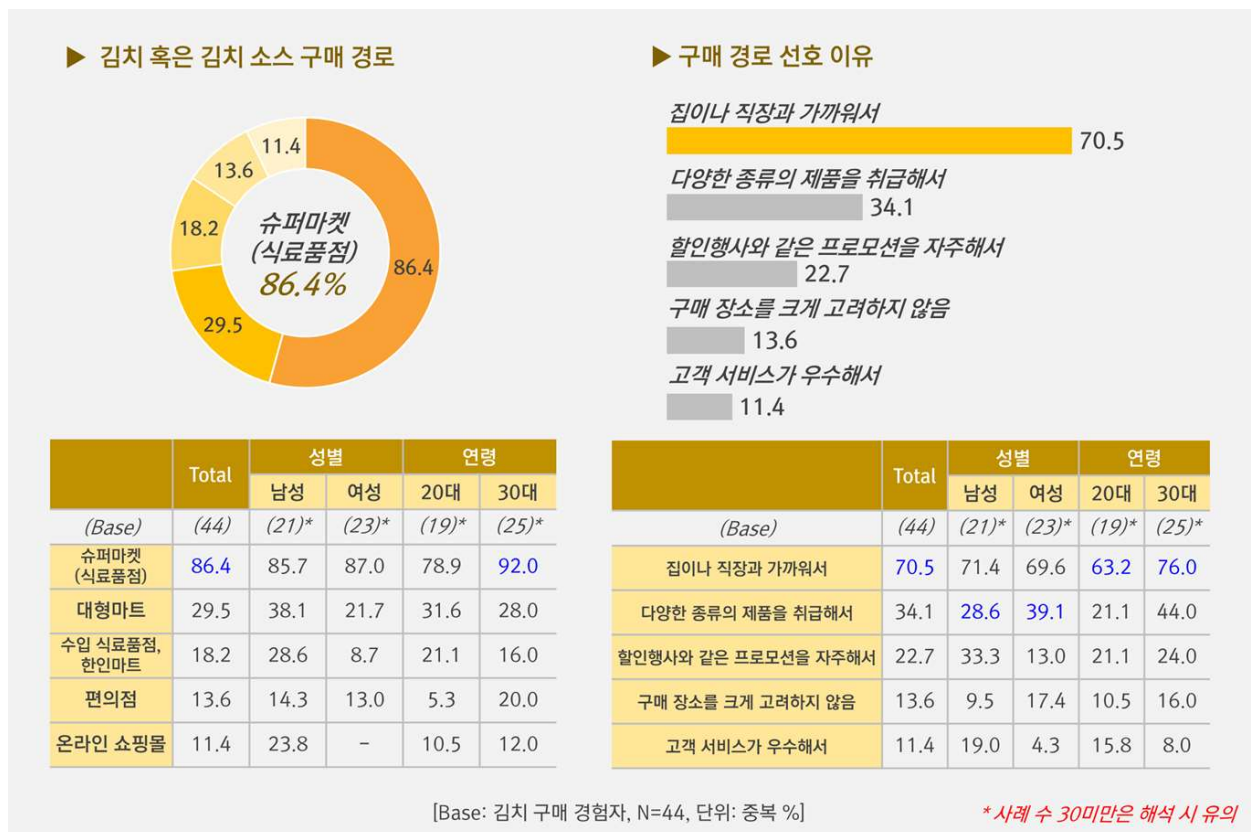 ▶ 김치 혹은 김치 소스 구매 경로
11.4
13.6
18.2
29.5
86.4
슈퍼마켓
(식료품점)
86.4%
▶ 구매 경로 선호 이유
집이나 직장과 가까워서
70.5
다양한 종류의 제품을 취급해서
34.1
할인행사와 같은 프로모션을 자주해서
22.7
구매 장소를 크게 고려하지 않음
13.6
고객 서비스가 우수해서
11.4
Total 성별 연령
남성 여성 20대 30대
(Base) (44) (21)* (23)* (19)* (25)*
슈퍼마켓
(식료품점) 86.4 85.7 87.0 78.9 92.0
대형마트 29.5 38.1 21.7 31.6 28.0
수입 식료품점,
한인마트 18.2 28.6 8.7 21.1 16.0
편의점 13.6 14.3 13.0 5.3 20.0
온라인 쇼핑몰 11.4 23.8 – 10.5 12.0
Total 성별 연령
남성 여성 20대 30대
(Base) (44) (21)* (23)* (19)* (25)*
집이나 직장과 가까워서 70.5 71.4 69.6 63.2 76.0
다양한 종류의 제품을 취급해서 34.1 28.6 39.1 21.1 44.0
할인행사와 같은 프로모션을 자주해서 22.7 33.3 13.0 21.1 24.0
구매 장소를 크게 고려하지 않음 13.6 9.5 17.4 10.5 16.0
고객 서비스가 우수해서 11.4 19.0 4.3 15.8 8.0
[Base: 김치 구매 경험자, N=44, 단위: 중복 %]
* 사례 수 30미만은 해석 시 유의